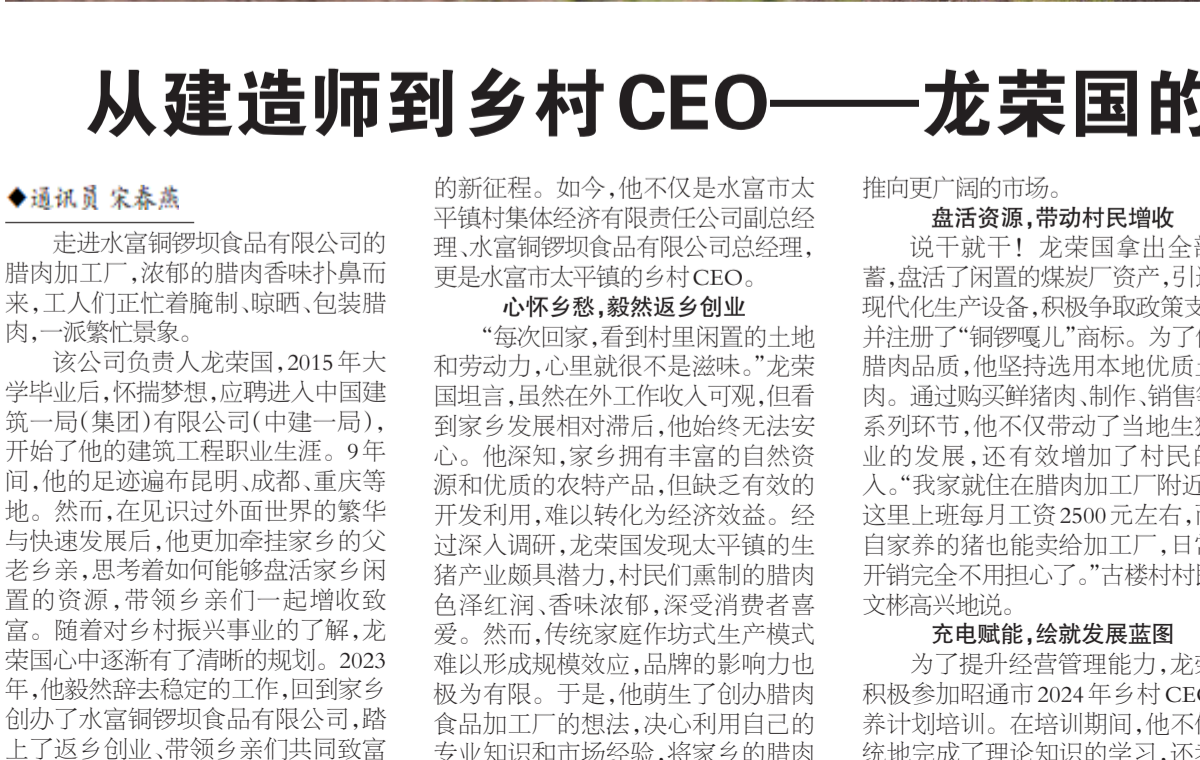 从建造师到乡村CEO——龙荣国的
◆通讯员 宋春燕
走进水富铜锣坝食品有限公司的
腊肉加工厂,浓郁的腊肉香味扑鼻而
来,工人们正忙着腌制、晾晒、包装腊
肉,一派繁忙景象。
该公司负责人龙荣国,2015年大
学毕业后,怀揣梦想,应聘进入中国建
筑一局(集团)有限公司(中建一局),
开始了他的建筑工程职业生涯。9年
间,他的足迹遍布昆明、成都、重庆等
地。然而,在见识过外面世界的繁华
与快速发展后,他更加牵挂家乡的父
老乡亲,思考着如何能够盘活家乡闲
置的资源,带领乡亲们一起增收致
富。随着对乡村振兴事业的了解,龙
荣国心中逐渐有了清晰的规划。2023
年,他毅然辞去稳定的工作,回到家乡
创办了水富铜锣坝食品有限公司,踏
上了返乡创业、带领乡亲们共同致富
的新征程。如今,他不仅是水富市太
平镇村集体经济有限责任公司副总经
理、水富铜锣坝食品有限公司总经理,
更是水富市太平镇的乡村CEO。
心怀乡愁,毅然返乡创业
“每次回家,看到村里闲置的土地
和劳动力,心里就很不是滋味。”龙荣
国坦言,虽然在外工作收入可观,但看
到家乡发展相对滞后,他始终无法安
心。他深知,家乡拥有丰富的自然资
源和优质的农特产品,但缺乏有效的
开发利用,难以转化为经济效益。经
过深入调研,龙荣国发现太平镇的生
猪产业颇具潜力,村民们熏制的腊肉
色泽红润、香味浓郁,深受消费者喜
爱。然而,传统家庭作坊式生产模式
难以形成规模效应,品牌的影响力也
极为有限。于是,他萌生了创办腊肉
食品加工厂的想法,决心利用自己的
专业知识和市场经验,将家乡的腊肉
推向更广阔的市场。
盘活资源,带动村民增收
说干就干!龙荣国拿出全部
蓄,盘活了闲置的煤炭厂资产,引进
现代化生产设备,积极争取政策支
并注册了“铜锣嘎儿”商标。为了
腊肉品质,他坚持选用本地优质
肉。通过购买鲜猪肉、制作、销售
系列环节,他不仅带动了当地生猪
业的发展,还有效增加了村民的
人。“我家就住在腊肉加工厂附近
这里上班每月工资2500元左右,
自家养的猪也能卖给加工厂,日常
开销完全不用担心了。”古楼村村
文彬高兴地说。
充电赋能,绘就发展蓝图
为了提升经营管理能力,龙荣
积极参加昭通市2024年乡村CEO
养计划培训。在培训期间,他不
统地完成了理论知识的学习,还